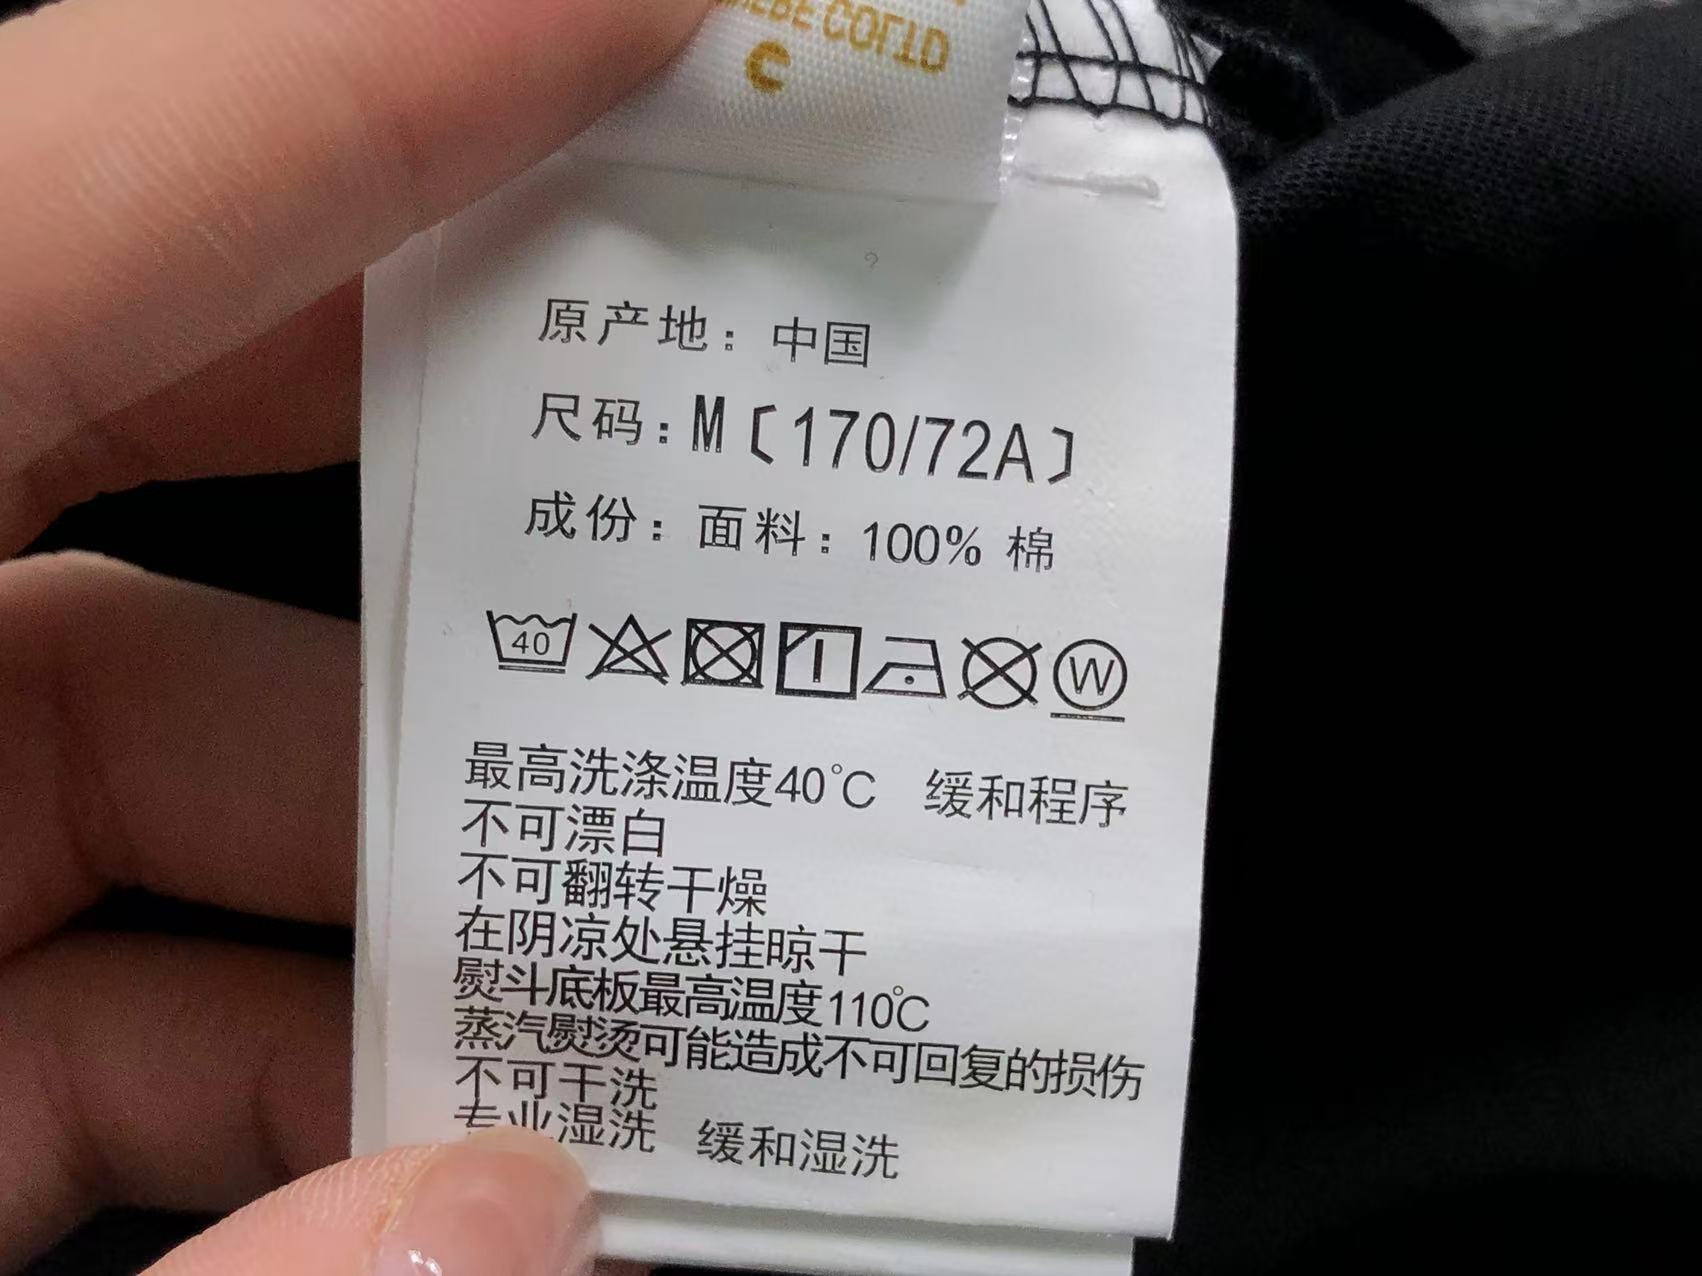 COLTD
原产地：中国
尺码：M〔170/72A〕
成份：面料：100% 棉
40 W
最高洗涤温度40℃ 缓和程序
不可漂白
不可翻转干燥
在阴凉处悬挂晾干
熨斗底板最高温度110℃
蒸汽熨烫可能造成不可回复的损伤
不可干洗
专业湿洗 缓和湿洗